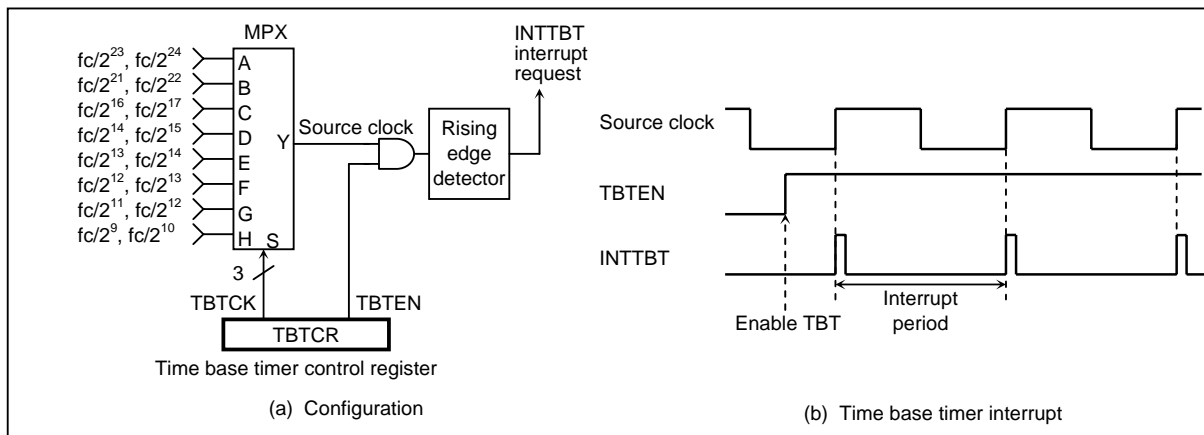 MPX
fc/2^23, fc/2^24
A
fc/2^21, fc/2^22
B
fc/2^16, fc/2^17
C
fc/2^14, fc/2^15
D
fc/2^13, fc/2^14
E
fc/2^12, fc/2^13
F
fc/2^11, fc/2^12
G
fc/2^9, fc/2^10
H
S
Y
Source clock
Rising
edge
detector
INTTBT
interrupt
request
3
TBTCK
TBTEN
TBTCR
Time base timer control register
(a) Configuration
Source clock
TBTEN
INTTBT
Enable TBT
Interrupt
period
(b) Time base timer interrupt